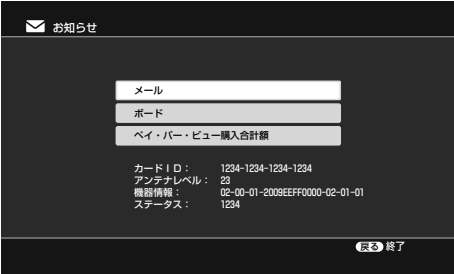 お知らせ
メール
ボード
ペイ・パー・ビュー購入合計額
カードID： 1234-1234-1234-1234
アンテナレベル： 23
機器情報： 02-00-01-2009EEFF0000-02-01-01
ステータス： 1234
戻る 終了